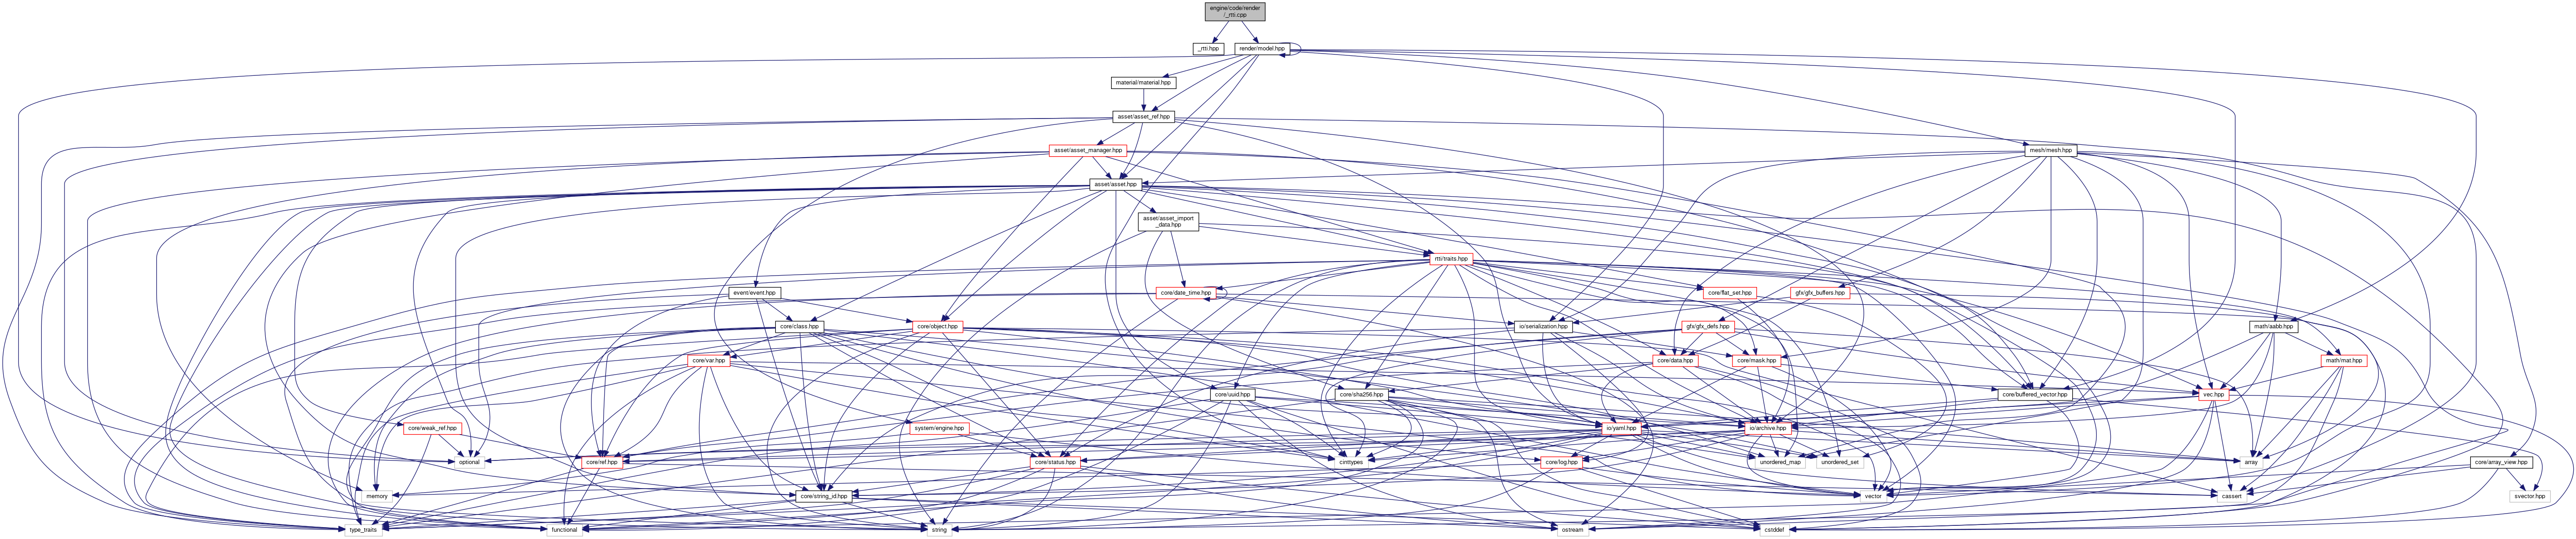 engine/code/render
/_rtti.cpp
_rtti.hpp
render/model.hpp
material/material.hpp
asset/asset_ref.hpp
asset/asset_manager.hpp
mesh/mesh.hpp
asset/asset.hpp
asset/asset_import
_data.hpp
rtti/traits.hpp
event/event.hpp
core/date_time.hpp
core/flat_set.hpp
gfx/gfx_buffers.hpp
core/class.hpp
core/object.hpp
io/serialization.hpp
gfx/gfx_defs.hpp
math/aabb.hpp
core/var.hpp
core/data.hpp
core/mask.hpp
math/mat.hpp
core/uuid.hpp
core/sha256.hpp
core/buffered_vector.hpp
vec.hpp
core/weak_ref.hpp
system/engine.hpp
io/yaml.hpp
io/archive.hpp
optional
core/ref.hpp
core/status.hpp
cinttypes
core/log.hpp
unordered_map
unordered_set
array
core/array_view.hpp
memory
core/string_id.hpp
vector
cassert
svector.hpp
type_traits
functional
string
ostream
cstddef